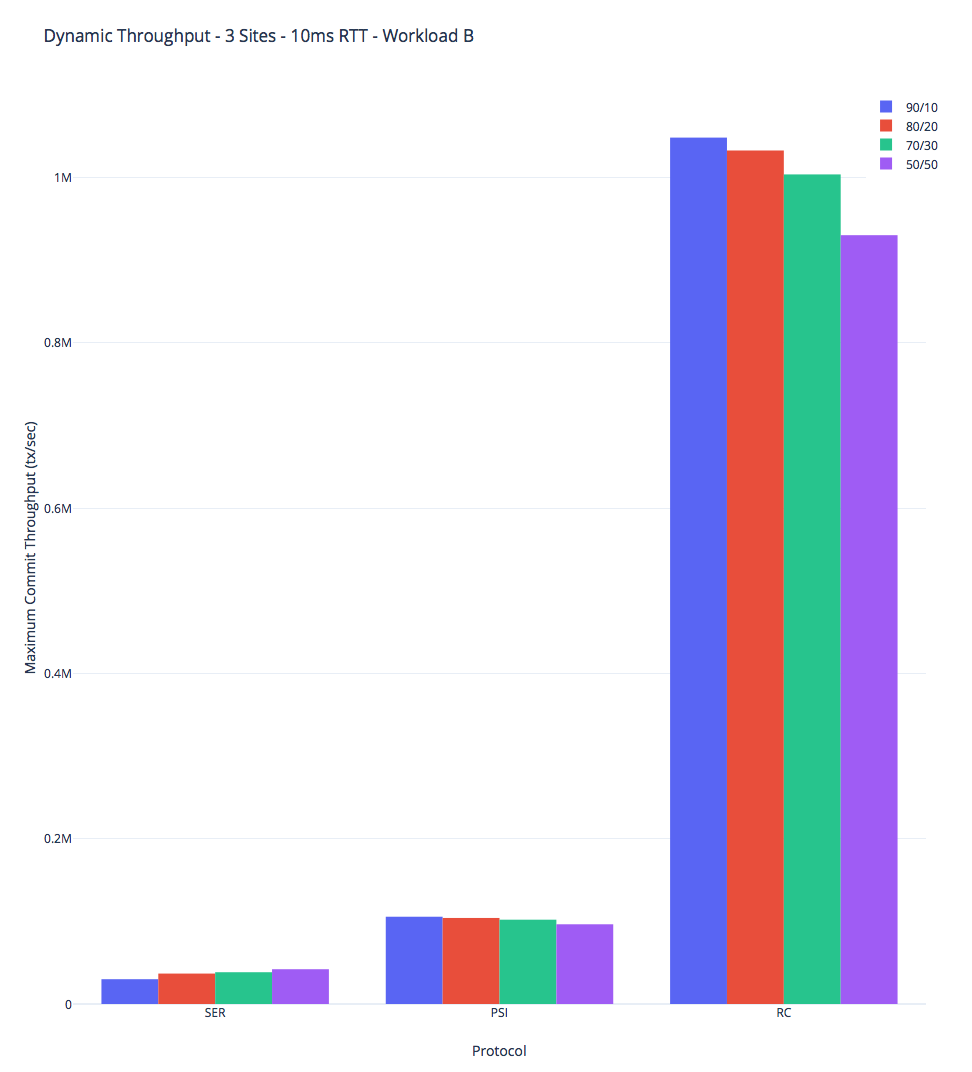 Dynamic Throughput - 3 Sites - 10ms RTT - Workload B
90/10
80/20
70/30
50/50
Maximum Commit Throughput (tx/sec)
1M
0.8M
0.6M
0.4M
0.2M
0
SER
PSI
RC
Protocol